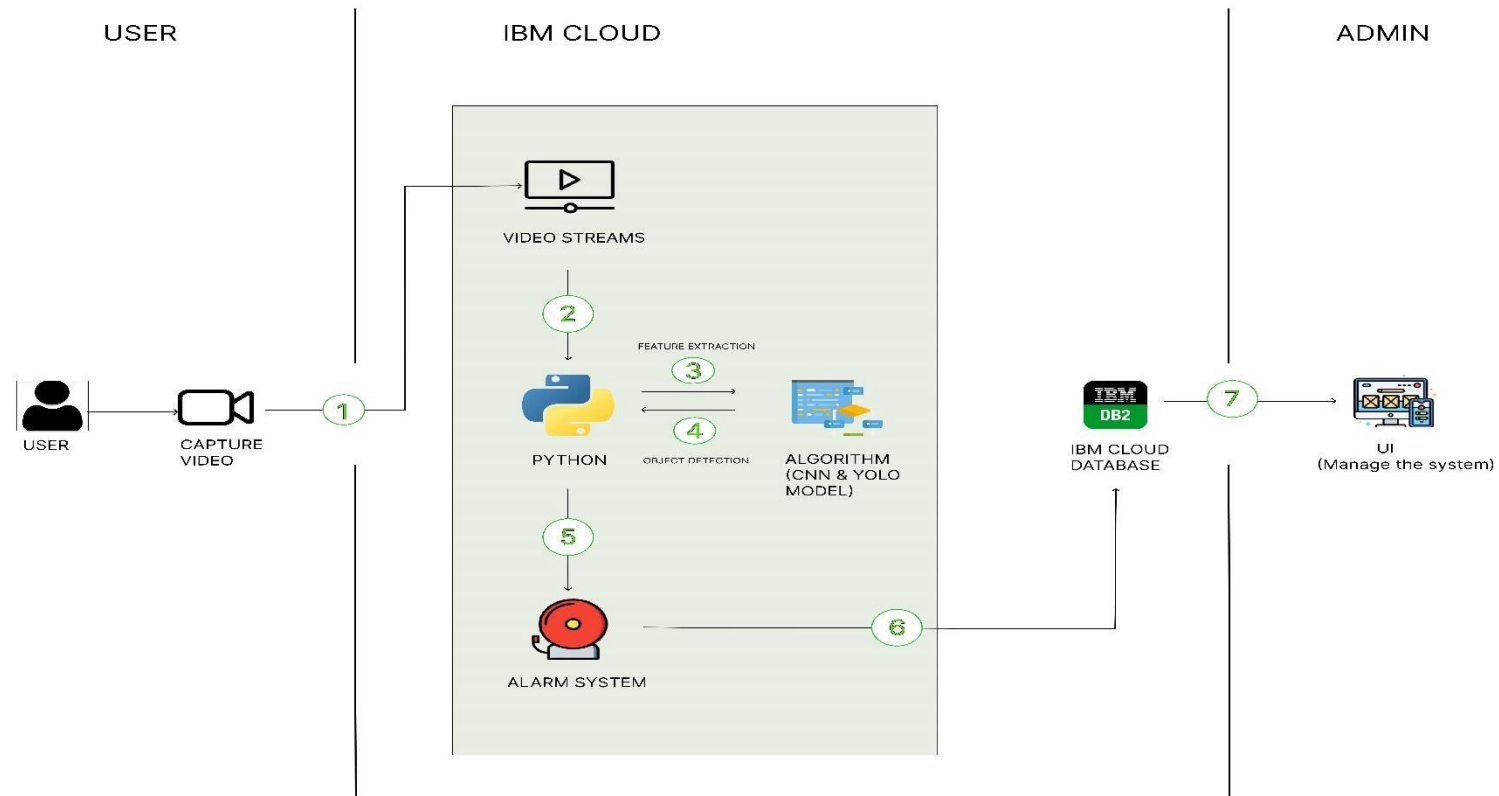 USER
IBM CLOUD
ADMIN
VIDEO STREAMS
2
FEATURE EXTRACTION
3
1
USER
CAPTURE
VIDEO
PYTHON
4
OBJECT DETECTION
ALGORITHM
(CNN & YOLO
MODEL)
IBM
DB2
IBM CLOUD
DATABASE
7
UI
(Manage the system)
5
6
ALARM SYSTEM